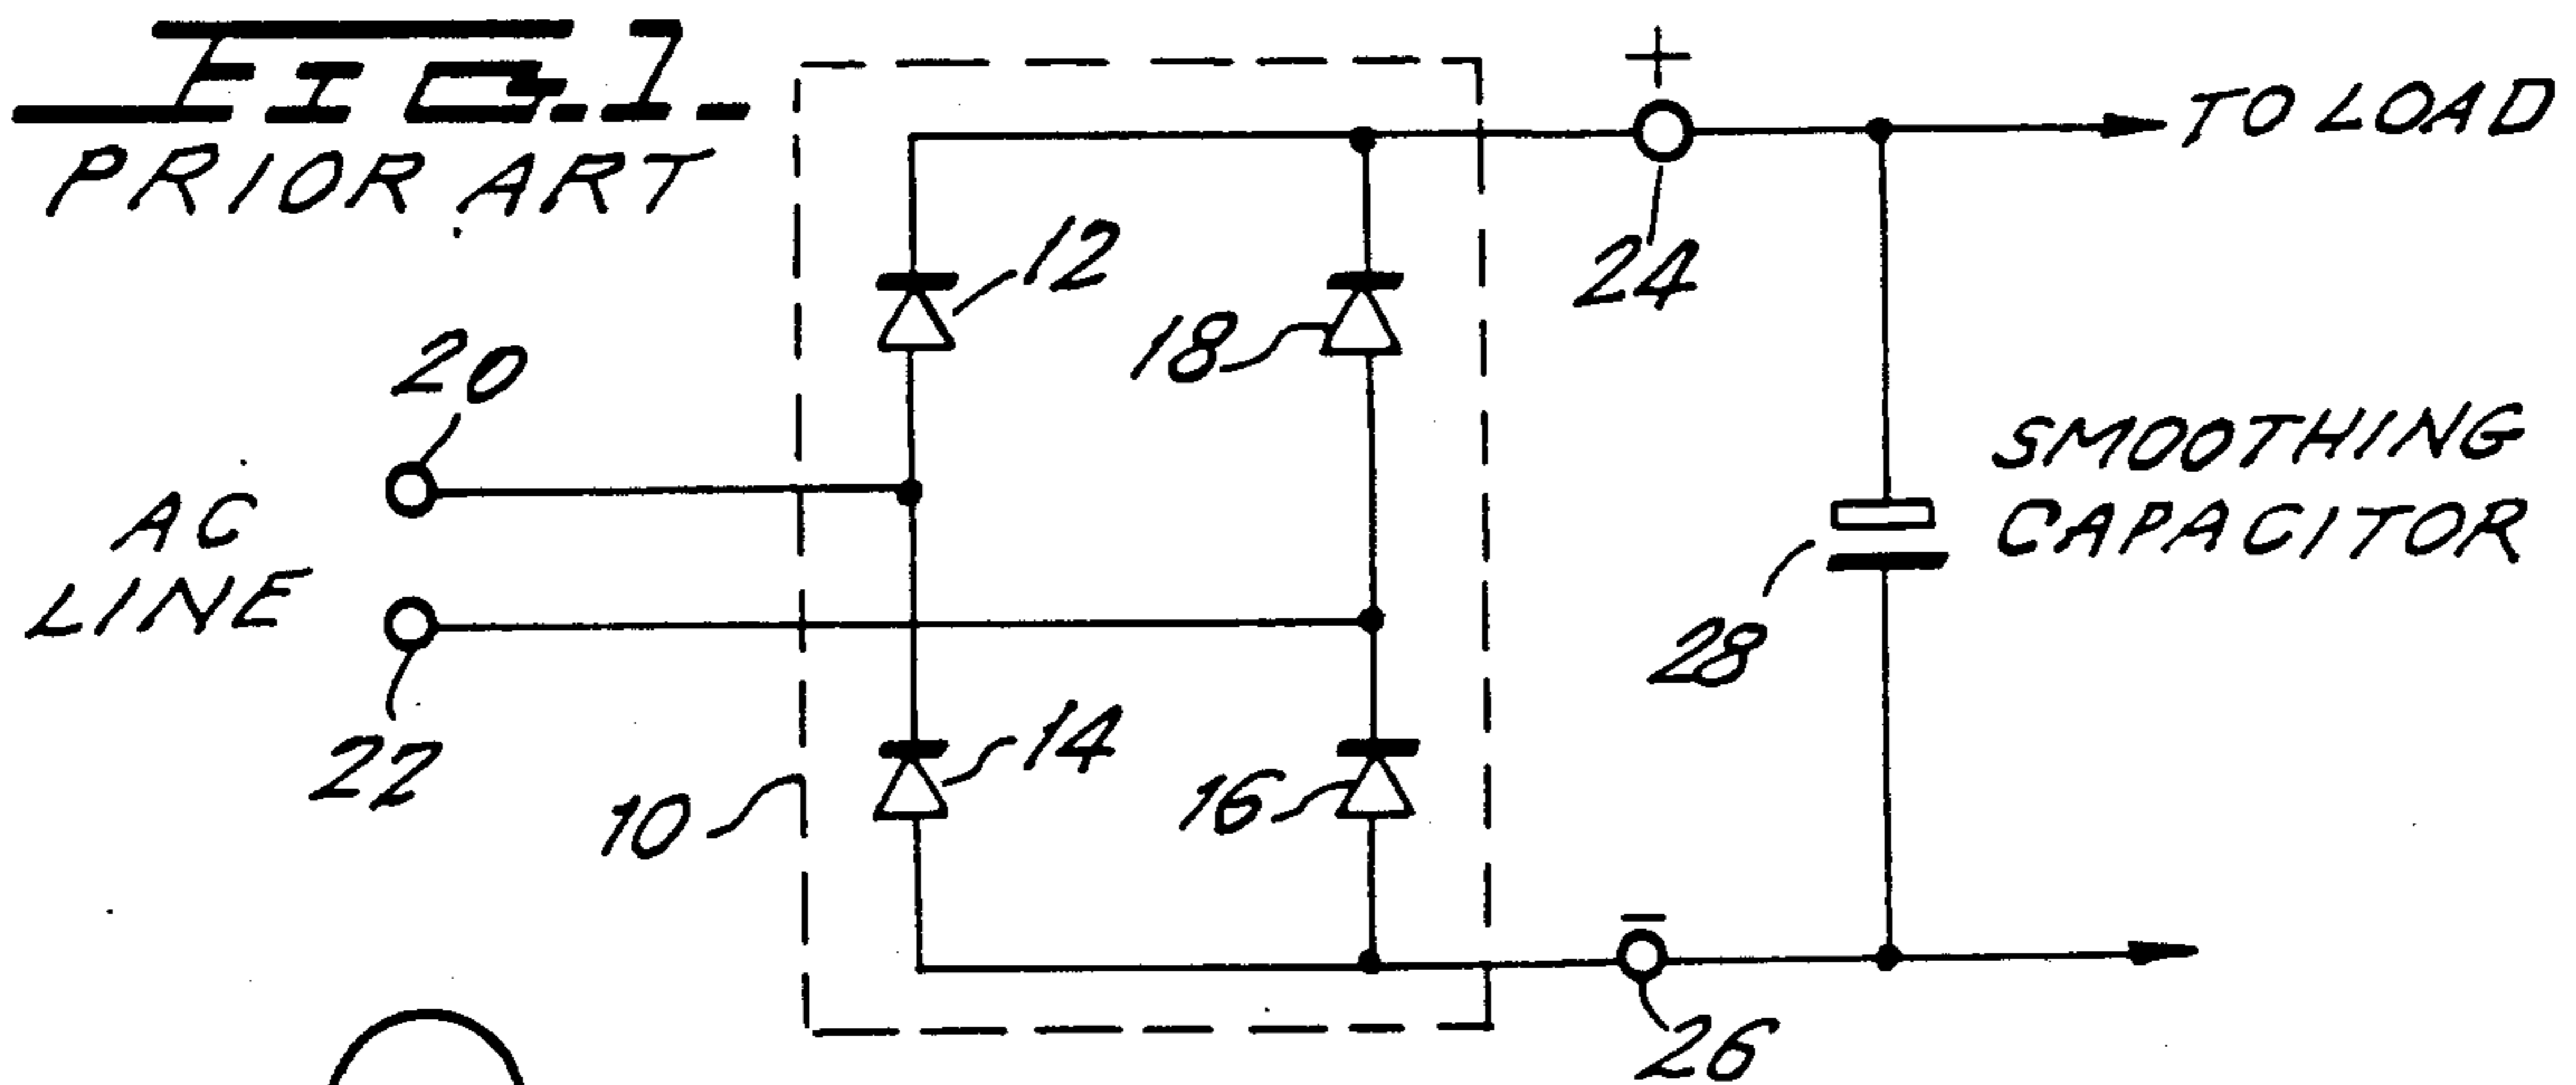 FIG.1.
PRIOR ART
+
TO LOAD
12
24
18
20
AC
LINE
SMOOTHING
CAPACITOR
28
22
14
10
16
–
26